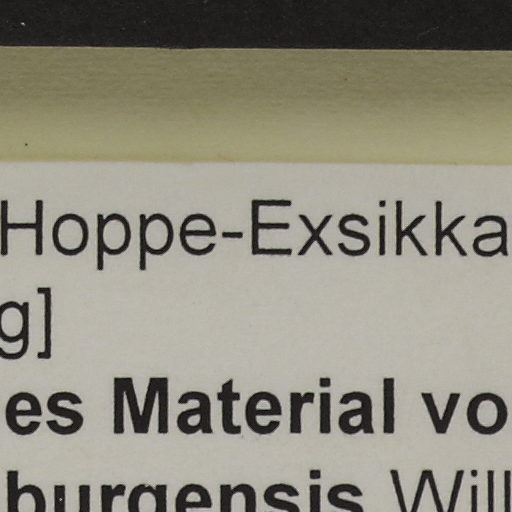 Hoppe-Exsikka
g]
es Material vo
burgensis Will